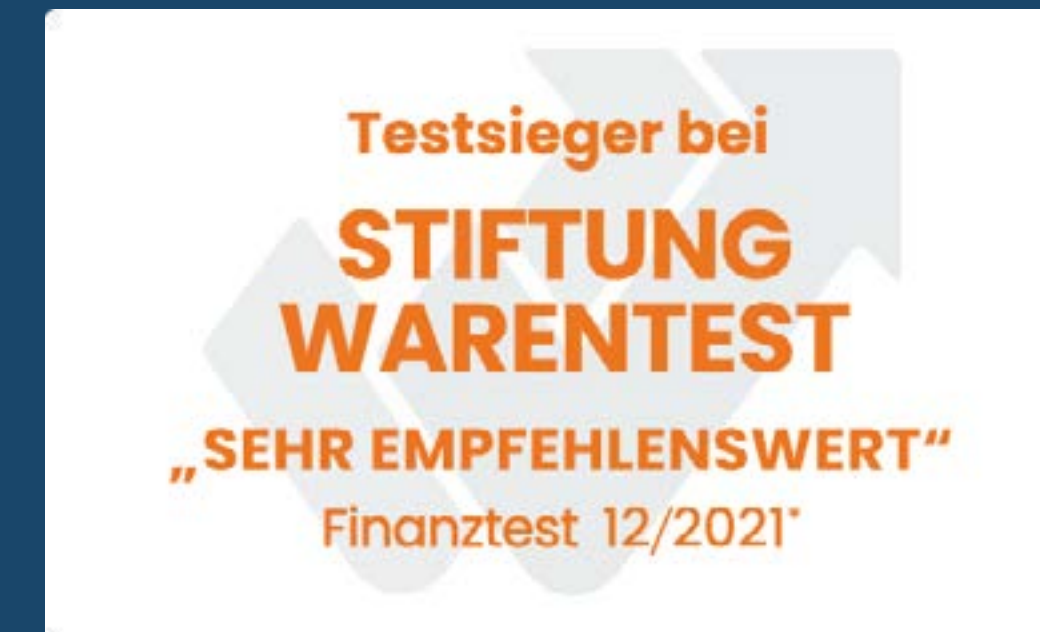 Testsieger bei
STIFTUNG
WARENTEST
„SEHR EMPFEHLENSWERT“
Finanztest 12/2021*